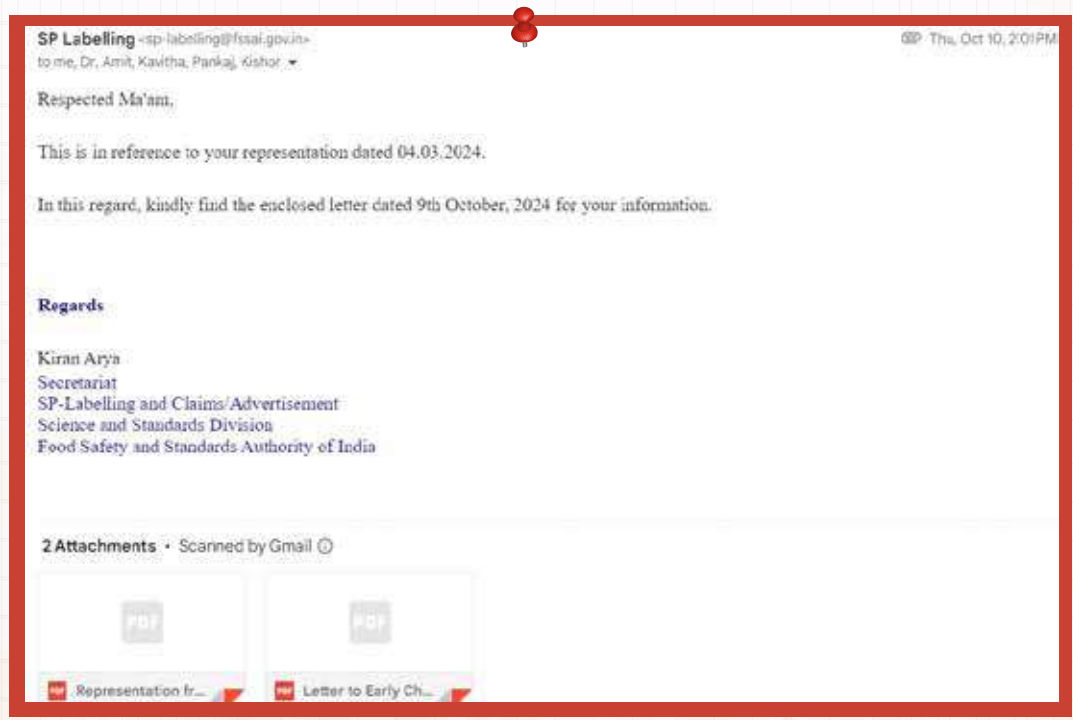 SP Labelling <sp-labelling@fssai.gov.in>
Thu, Oct 10, 2:01PM
to me, Dr, Amit, Kavitha, Pankaj, Kishor
Respected Ma'am,
This is in reference to your representation dated 04.03.2024.
In this regard, kindly find the enclosed letter dated 9th October, 2024 for your information.
Regards
Kiran Arya
Secretariat
SP-Labelling and Claims/Advertisement
Science and Standards Division
Food Safety and Standards Authority of India
2 Attachments • Scanned by Gmail
PDF
PDF
PDF Representation fr...
PDF Letter to Early Ch...